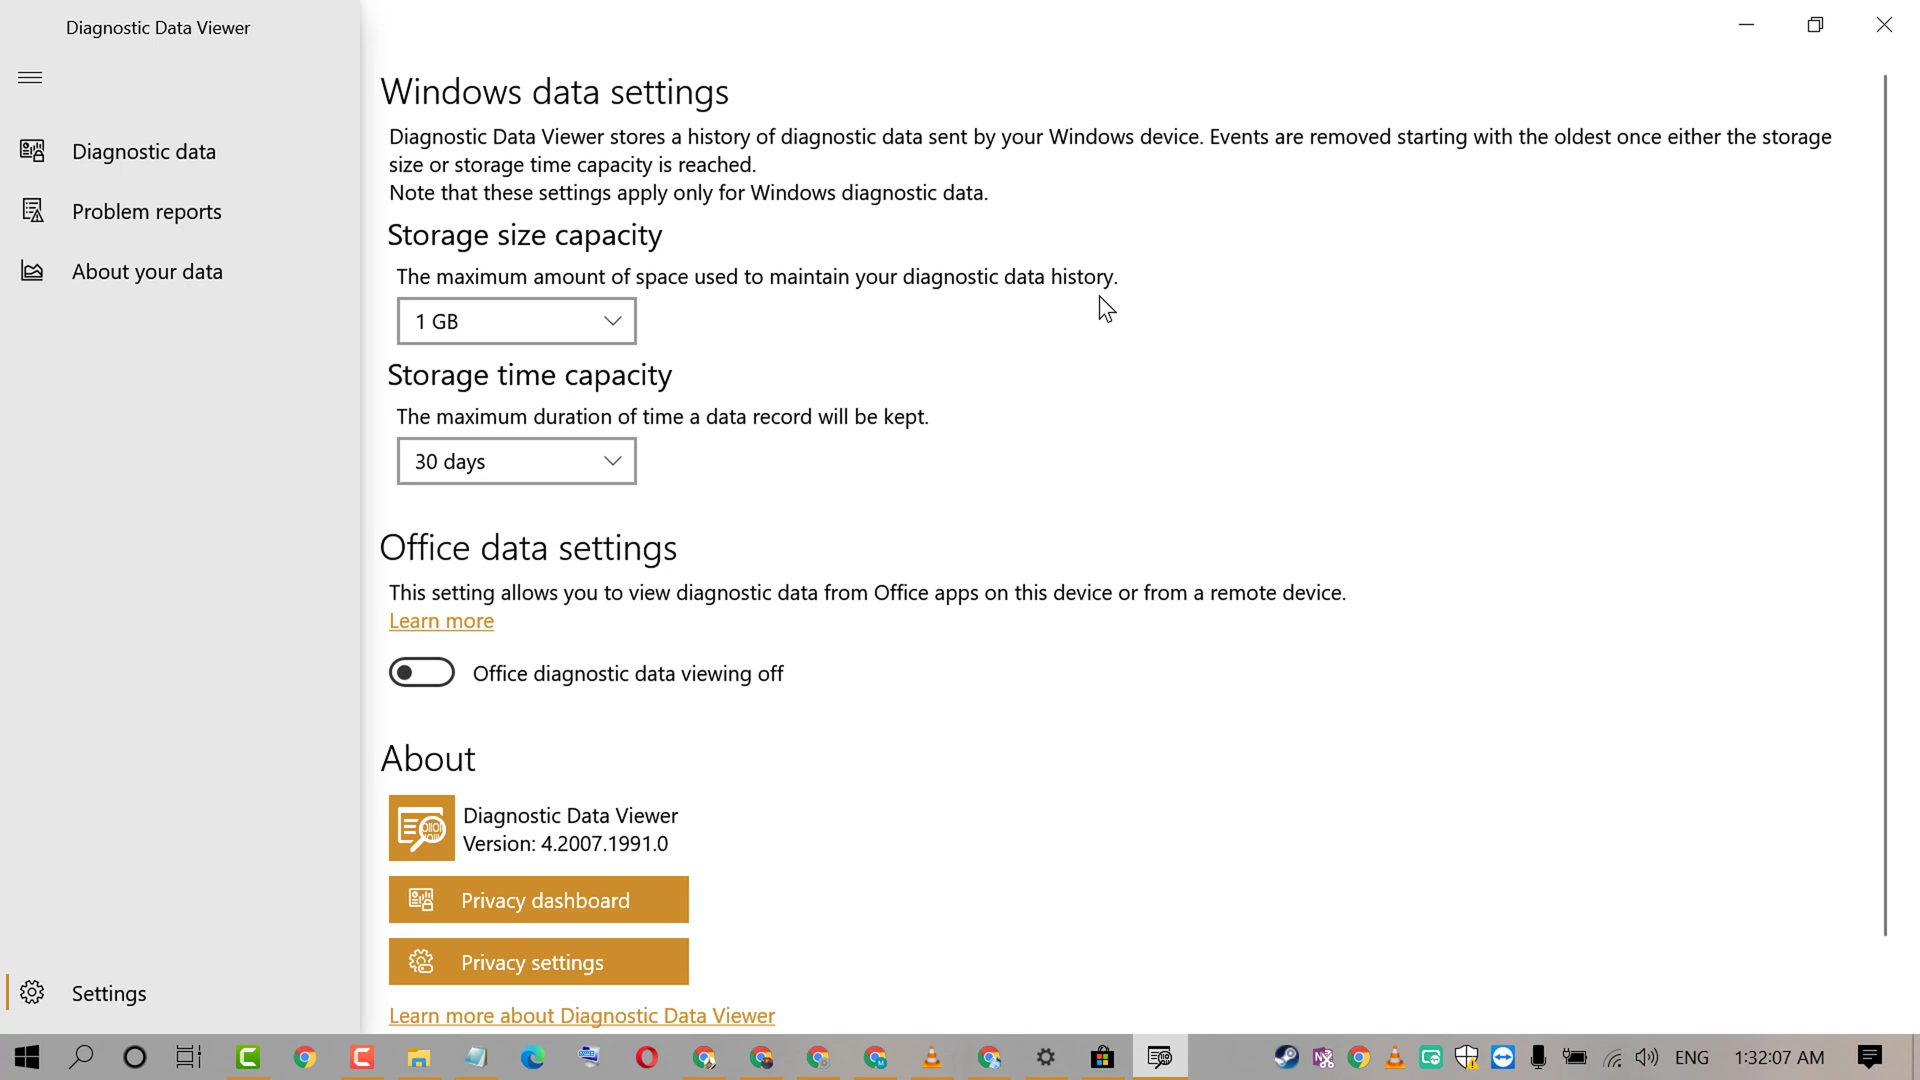 Diagnostic Data Viewer
Diagnostic data
Problem reports
About your data
Settings
Windows data settings
Diagnostic Data Viewer stores a history of diagnostic data sent by your Windows device. Events are removed starting with the oldest once either the storage
size or storage time capacity is reached.
Note that these settings apply only for Windows diagnostic data.
Storage size capacity
The maximum amount of space used to maintain your diagnostic data history.
1 GB
Storage time capacity
The maximum duration of time a data record will be kept.
30 days
Office data settings
This setting allows you to view diagnostic data from Office apps on this device or from a remote device.
Learn more
Office diagnostic data viewing off
About
Diagnostic Data Viewer
Version: 4.2007.1991.0
Privacy dashboard
Privacy settings
Learn more about Diagnostic Data Viewer
ENG
1:32:07 AM